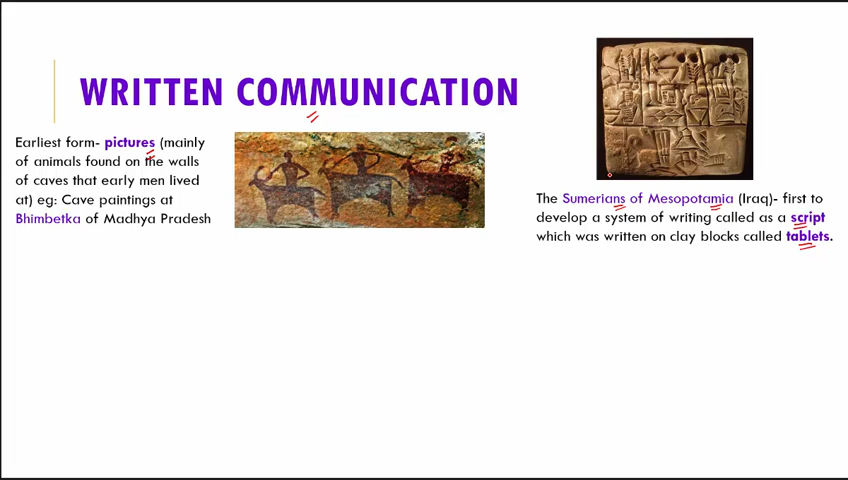 WRITTEN COMMUNICATION
Earliest form- pictures (mainly
of animals found on the walls
of caves that early men lived
at) eg: Cave paintings at
Bhimbetka of Madhya Pradesh
The Sumerians of Mesopotamia (Iraq)- first to
develop a system of writing called as a script
which was written on clay blocks called tablets.